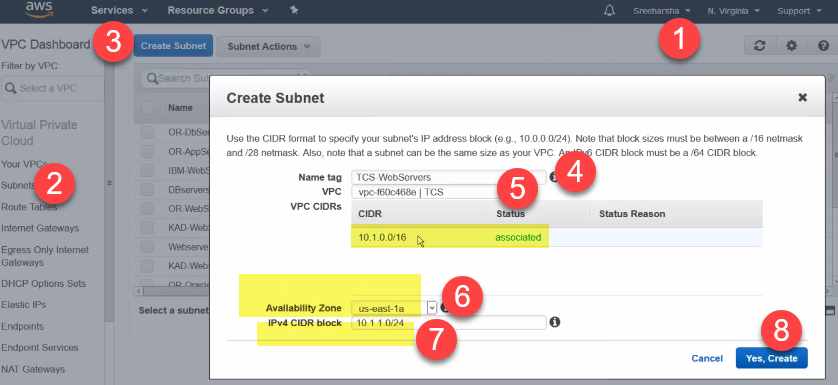 aws
Services
Resource Groups
Sreeharsha
N. Virginia
Support
1
VPC Dashboard
3
Create Subnet
Subnet Actions
Filter by VPC:
Select a VPC
Search
Name
Virtual Private
Cloud
Your VPCs
Subnets
2
Route Tables
Internet Gateways
Egress Only Internet
Gateways
DHCP Options Sets
Elastic IPs
Endpoints
Endpoint Services
NAT Gateways
OR-DbSer
OR-AppSe
IBM-Web
DBservers
OR-WebS
KAD-Web
Webserve
KAD-Web
OR-Oracle
Select a subnet
Create Subnet
Use the CIDR format to specify your subnet's IP address block (e.g., 10.0.0.0/24). Note that block sizes must be between a /16 netmask
and /28 netmask. Also, note that a subnet can be the same size as your VPC. An IPv6 CIDR block must be a /64 CIDR block.
Name tag
TCS-WebServers
4
VPC
vpc-f60c468e | TCS
5
VPC CIDRs
CIDR
Status
Status Reason
10.1.0.0/16
associated
Availability Zone
us-east-1a
6
IPv4 CIDR block
10.1.1.0/24
7
8
Cancel
Yes, Create